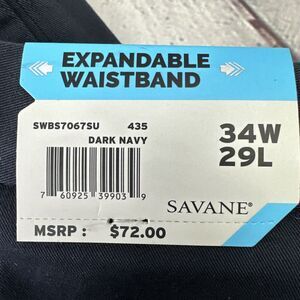 EXPANDABLE
WAISTBAND
SWBS7067SU 435
DARK NAVY
34W
29L
7 60925 39903 9
SAVANE®
MSRP : $72.00